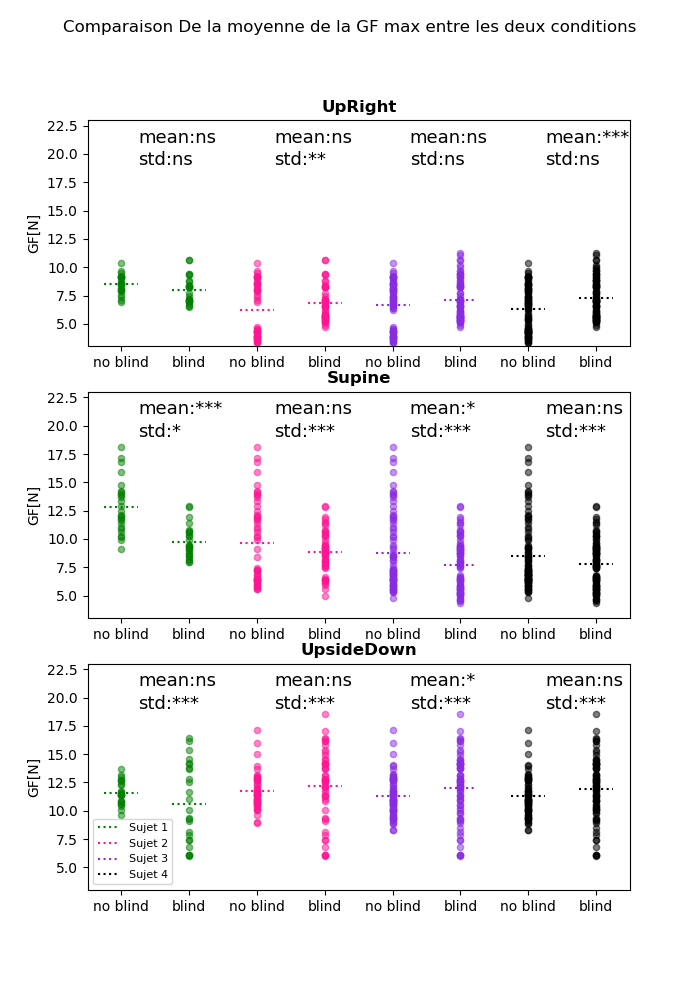 Comparaison De la moyenne de la GF max entre les deux conditions
UpRight
22.5
20.0
17.5
15.0
12.5
10.0
7.5
5.0
GF[N]
mean:ns mean:ns mean:ns mean:***
std:ns std:** std:ns std:ns
no blind blind no blind blind no blind blind no blind blind
Supine
22.5
20.0
17.5
15.0
12.5
10.0
7.5
5.0
GF[N]
mean:*** mean:ns mean:* mean:ns
std:* std:*** std:*** std:***
no blind blind no blind blind no blind blind no blind blind
UpsideDown
22.5
20.0
17.5
15.0
12.5
10.0
7.5
5.0
GF[N]
mean:ns mean:ns mean:* mean:ns
std:*** std:*** std:*** std:***
Sujet 1
Sujet 2
Sujet 3
Sujet 4
no blind blind no blind blind no blind blind no blind blind